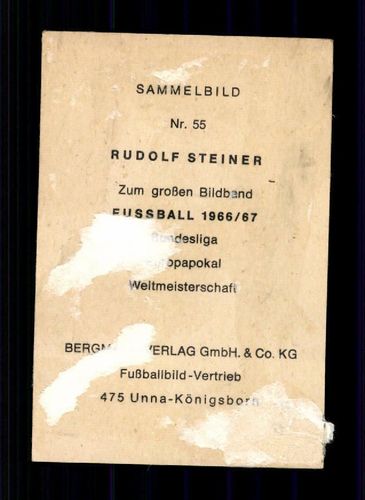 SAMMELBILD
Nr. 55
RUDOLF STEINER
Zum großen Bildband
FUSSBALL 1966/67
Bundesliga
Europapokal
Weltmeisterschaft
VERLAG GmbH. & Co. KG
Fußballbild-Vertrieb
475 Unna-Königsborn